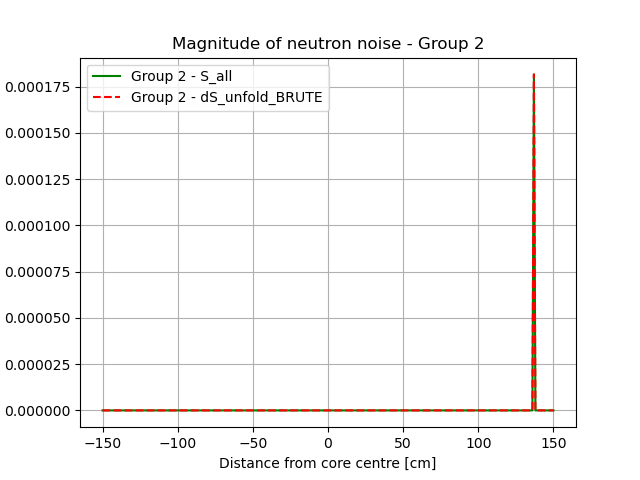 Magnitude of neutron noise - Group 2
Group 2 - S_all
Group 2 - dS_unfold_BRUTE
0.000175
0.000150
0.000125
0.000100
0.000075
0.000050
0.000025
0.000000
−150 −100 −50 0 50 100 150
Distance from core centre [cm]